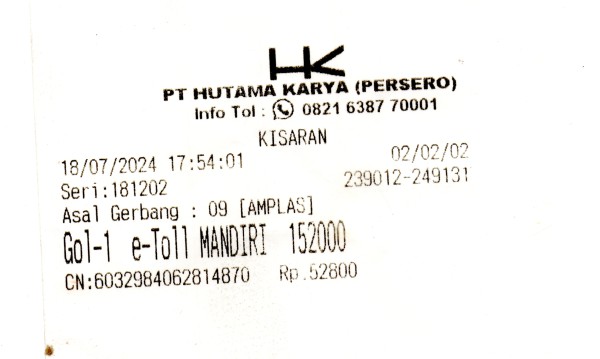 HK
PT HUTAMA KARYA (PERSERO)
Info Tol : 0821 6387 70001
KISARAN
18/07/2024 17:54:01 02/02/02
Seri:181202 239012-249131
Asal Gerbang : 09 [AMPLAS]
Gol-1 e-Toll MANDIRI 152000
CN:6032984062814870 Rp.52800